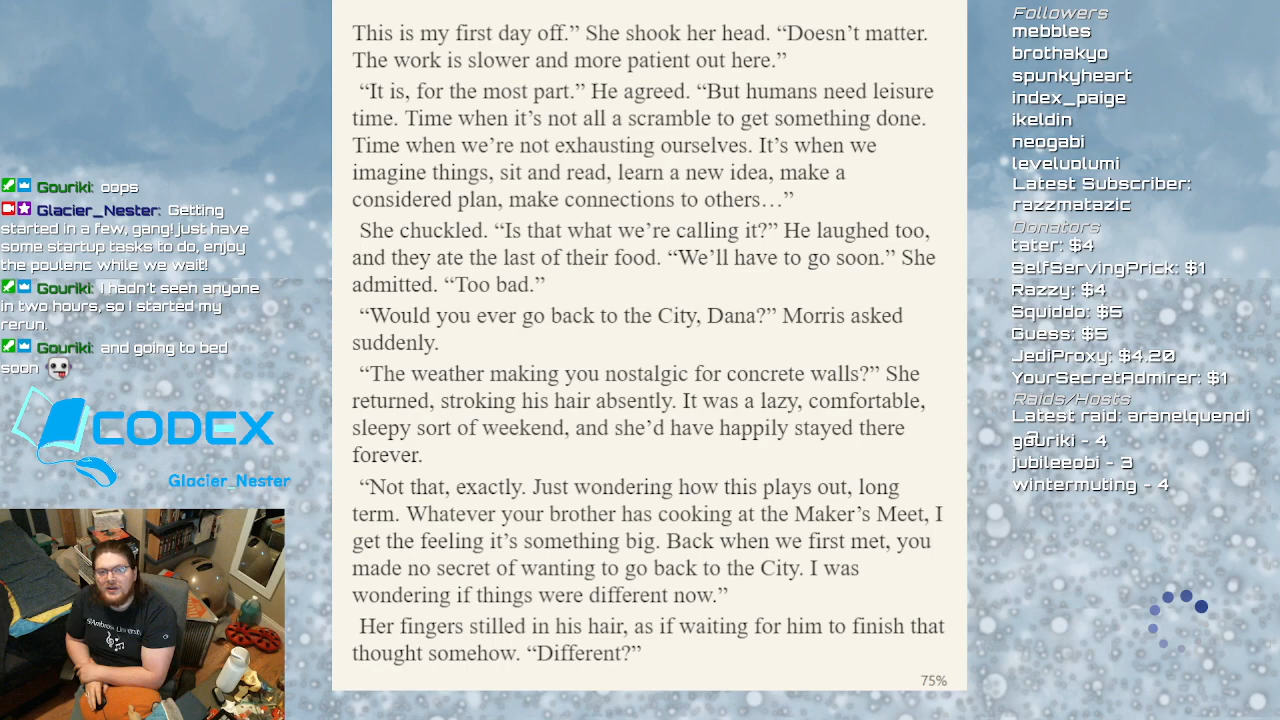 This is my first day off.” She shook her head. “Doesn’t matter.
The work is slower and more patient out here.”
“It is, for the most part.” He agreed. “But humans need leisure
time. Time when it’s not all a scramble to get something done.
Time when we’re not exhausting ourselves. It’s when we
imagine things, sit and read, learn a new idea, make a
considered plan, make connections to others…”
She chuckled. “Is that what we’re calling it?” He laughed too,
and they ate the last of their food. “We’ll have to go soon.” She
admitted. “Too bad.”
“Would you ever go back to the City, Dana?” Morris asked
suddenly.
“The weather making you nostalgic for concrete walls?” She
returned, stroking his hair absently. It was a lazy, comfortable,
sleepy sort of weekend, and she’d have happily stayed there
forever.
“Not that, exactly. Just wondering how this plays out, long
term. Whatever your brother has cooking at the Maker’s Meet, I
get the feeling it’s something big. Back when we first met, you
made no secret of wanting to go back to the City. I was
wondering if things were different now.”
Her fingers stilled in his hair, as if waiting for him to finish that
thought somehow. “Different?”
75%
Gouriki: oops
Glacier_Nester: Getting
started in a few, gang! just have
some startup tasks to do, enjoy
the poulenc while we wait!
Gouriki: I hadn't seen anyone
in two hours, so I started my
rerun.
Gouriki: and going to bed
soon
CODEX
Glacier_Nester
St. Ambrose University
Followers
mebbles
brothakyo
spunkyheart
index_paige
ikeldin
neogabi
leveluolumi
Latest Subscriber:
razzmatazic
Donators
tater: $4
SelfServingPrick: $1
Razzy: $4
Squiddo: $5
Guess: $5
JediProxy: $4.20
YourSecretAdmirer: $1
Raids/Hosts
Latest raid: aranelquendi
gouriki - 4
jubileeobi - 3
wintermuting - 4